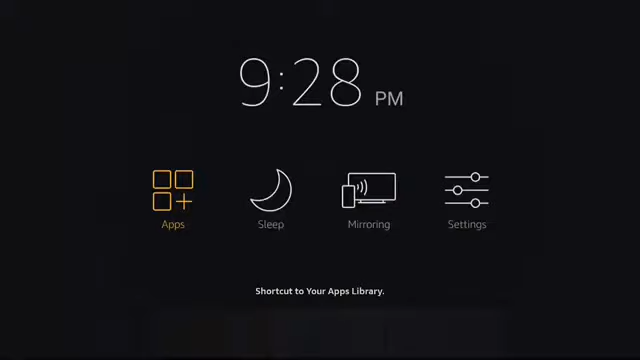 9:28 PM
Apps Sleep Mirroring Settings
Shortcut to Your Apps Library.